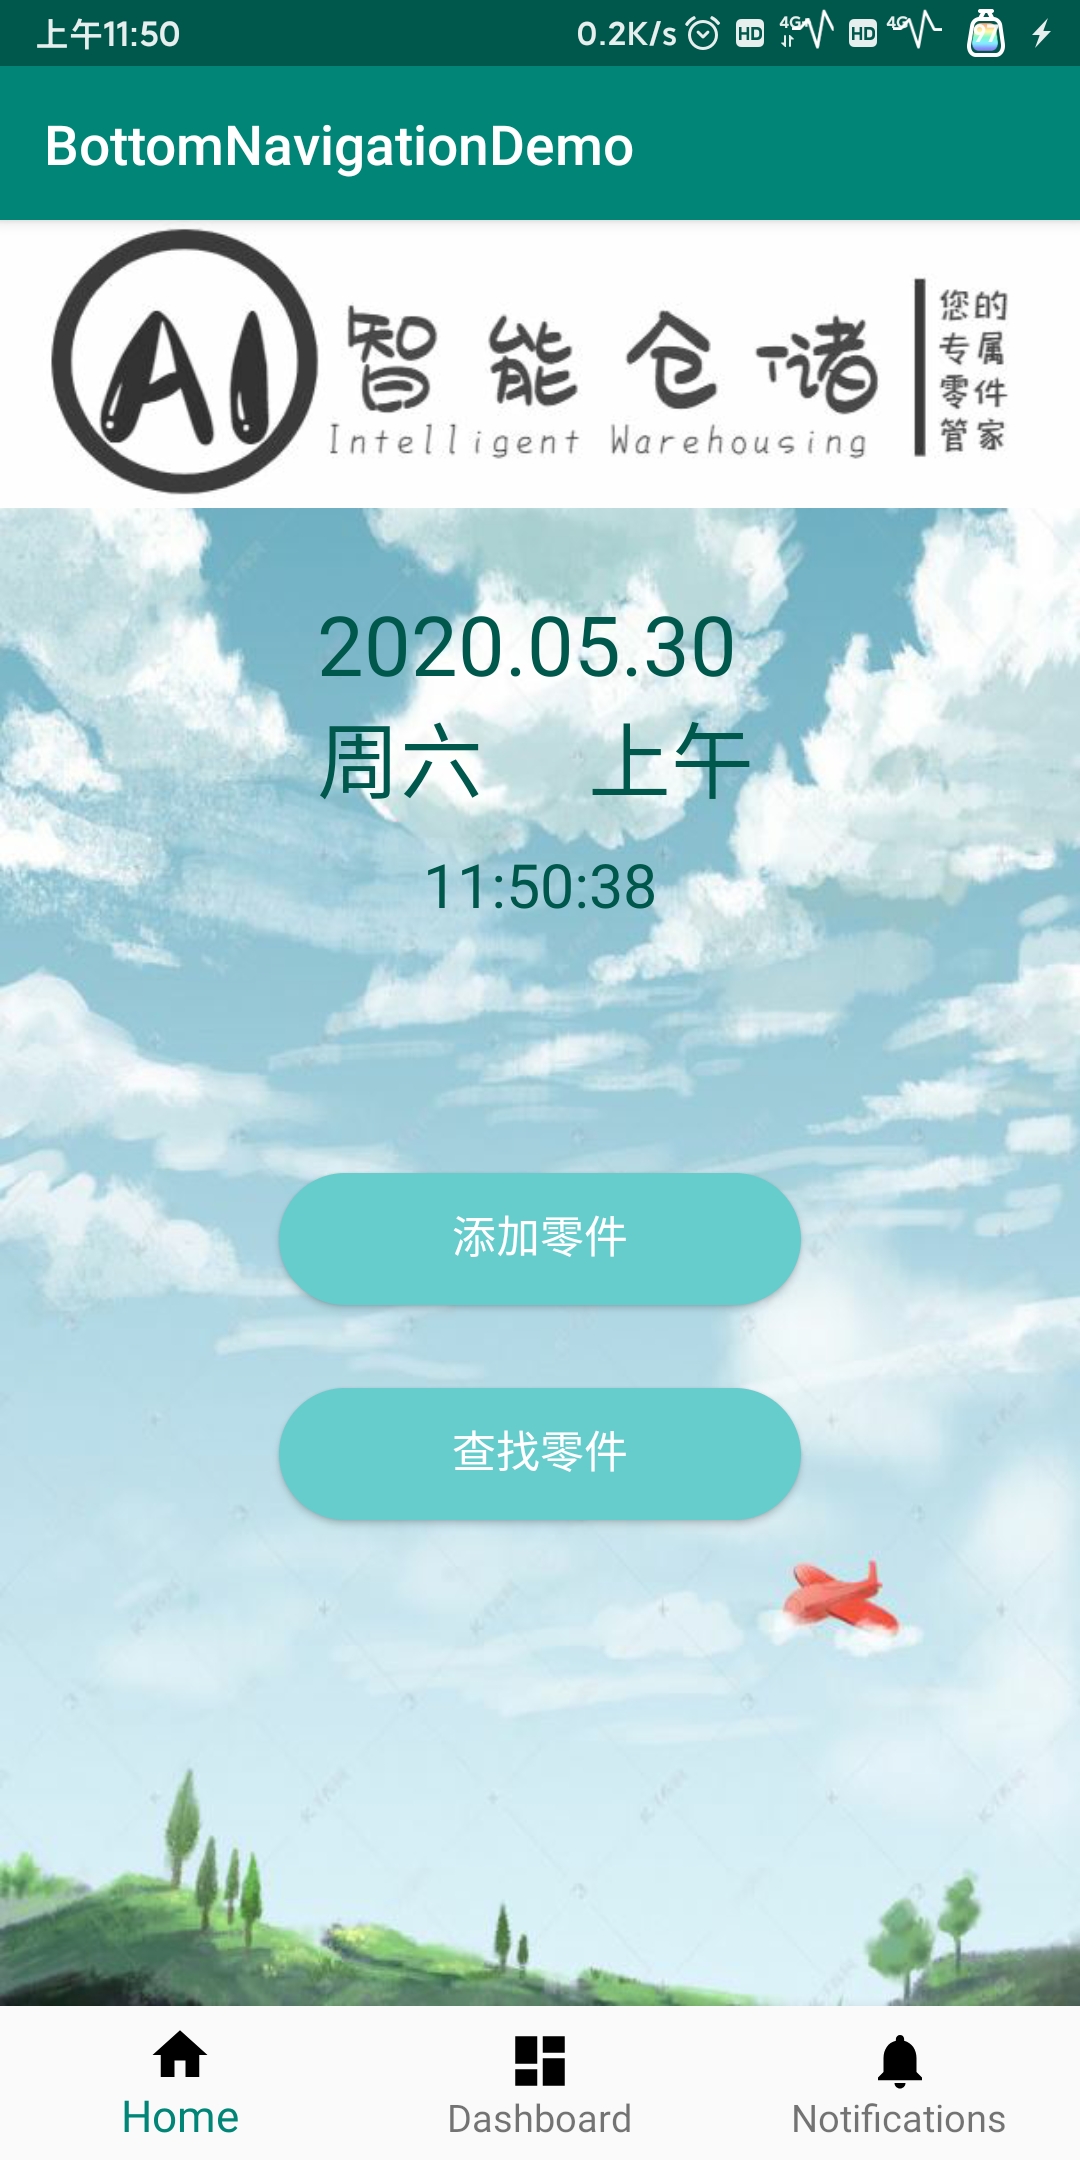 上午11:50 0.2K/s HD 4G+ HD 4G 97
BottomNavigationDemo
AI 智能仓储
Intelligent Warehousing
您的
专属
零件
管家
2020.05.30
周六 上午
11:50:38
添加零件
查找零件
Home Dashboard Notifications